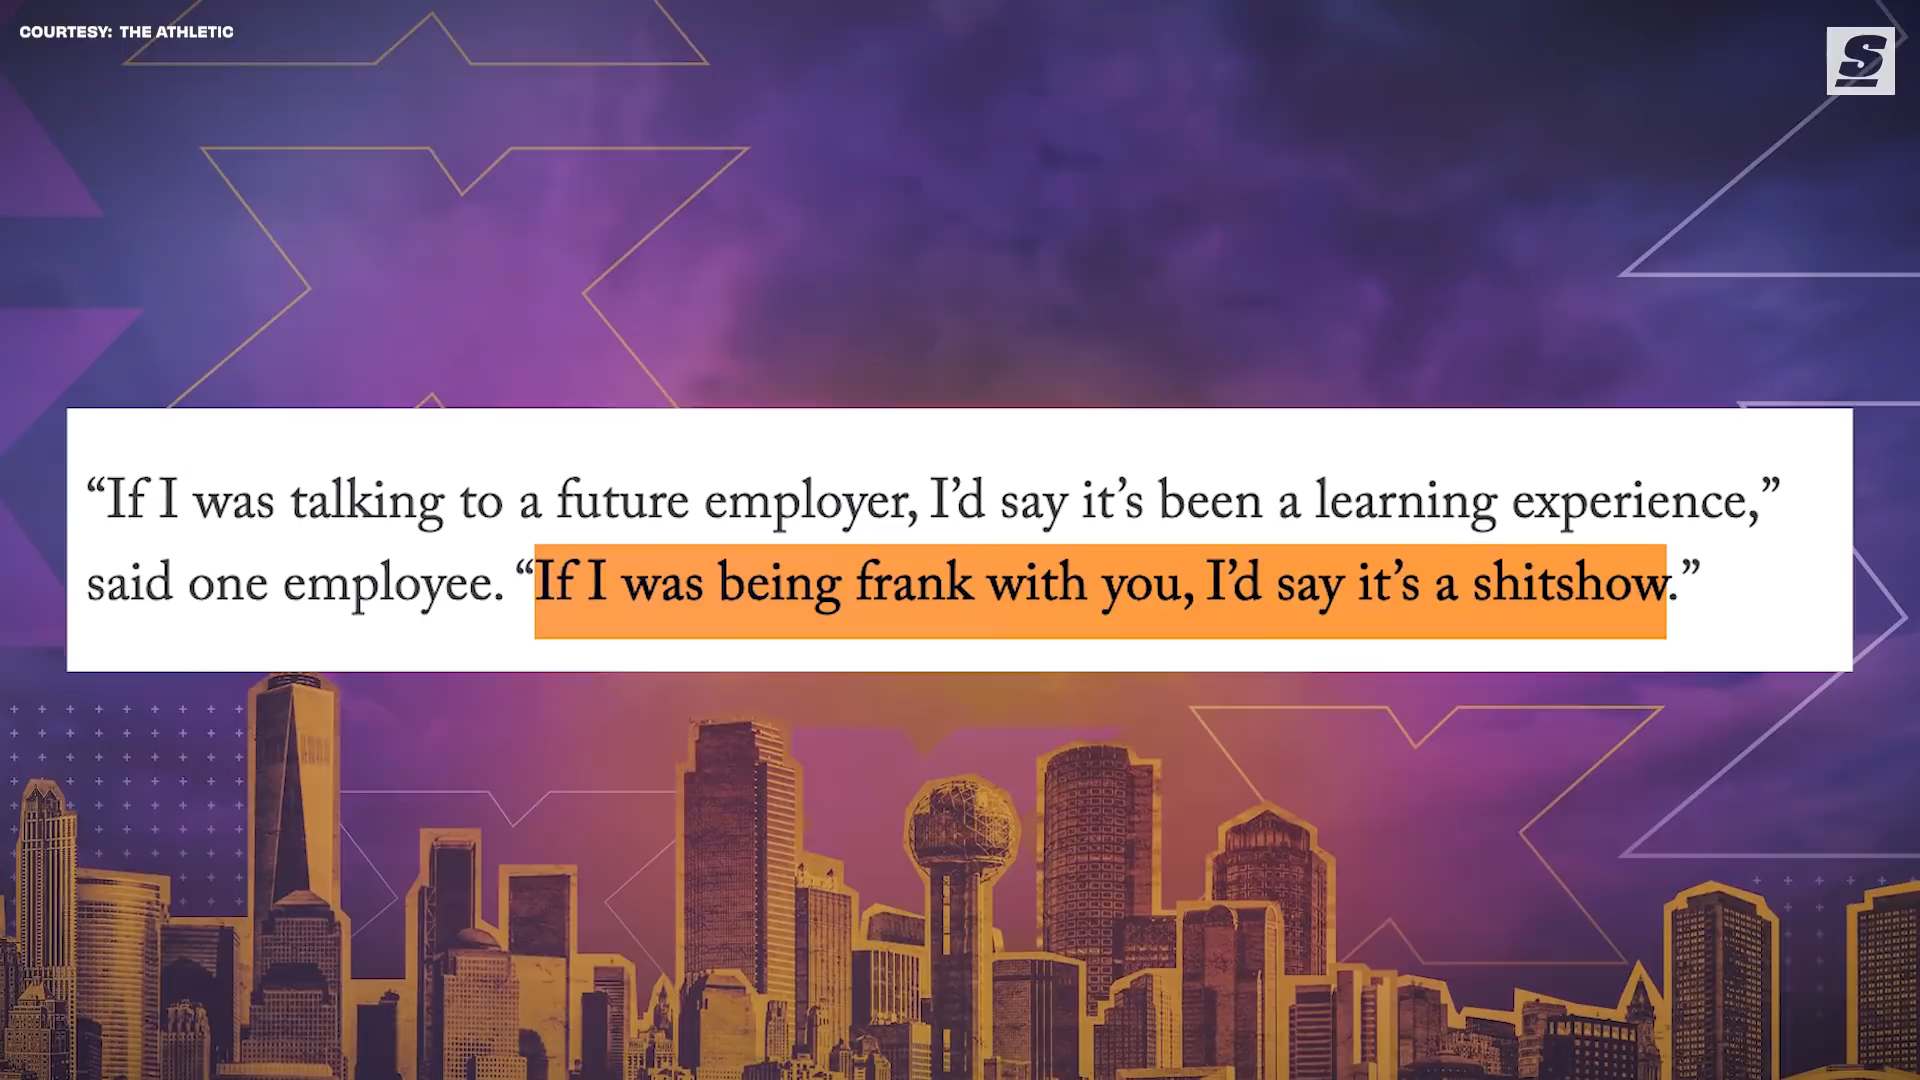 COURTESY: THE ATHLETIC
S
“If I was talking to a future employer, I’d say it’s been a learning experience,”
said one employee. “If I was being frank with you, I’d say it’s a shitshow.”